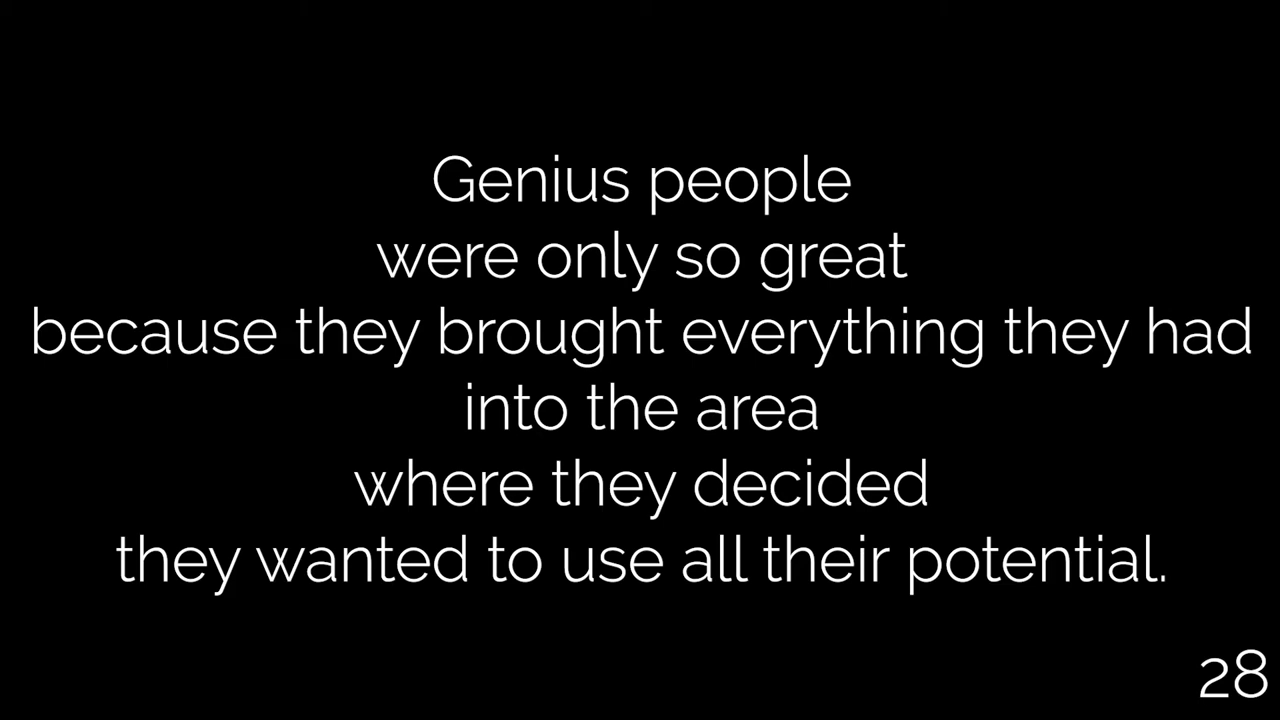 Genius people
were only so great
because they brought everything they had
into the area
where they decided
they wanted to use all their potential.
28